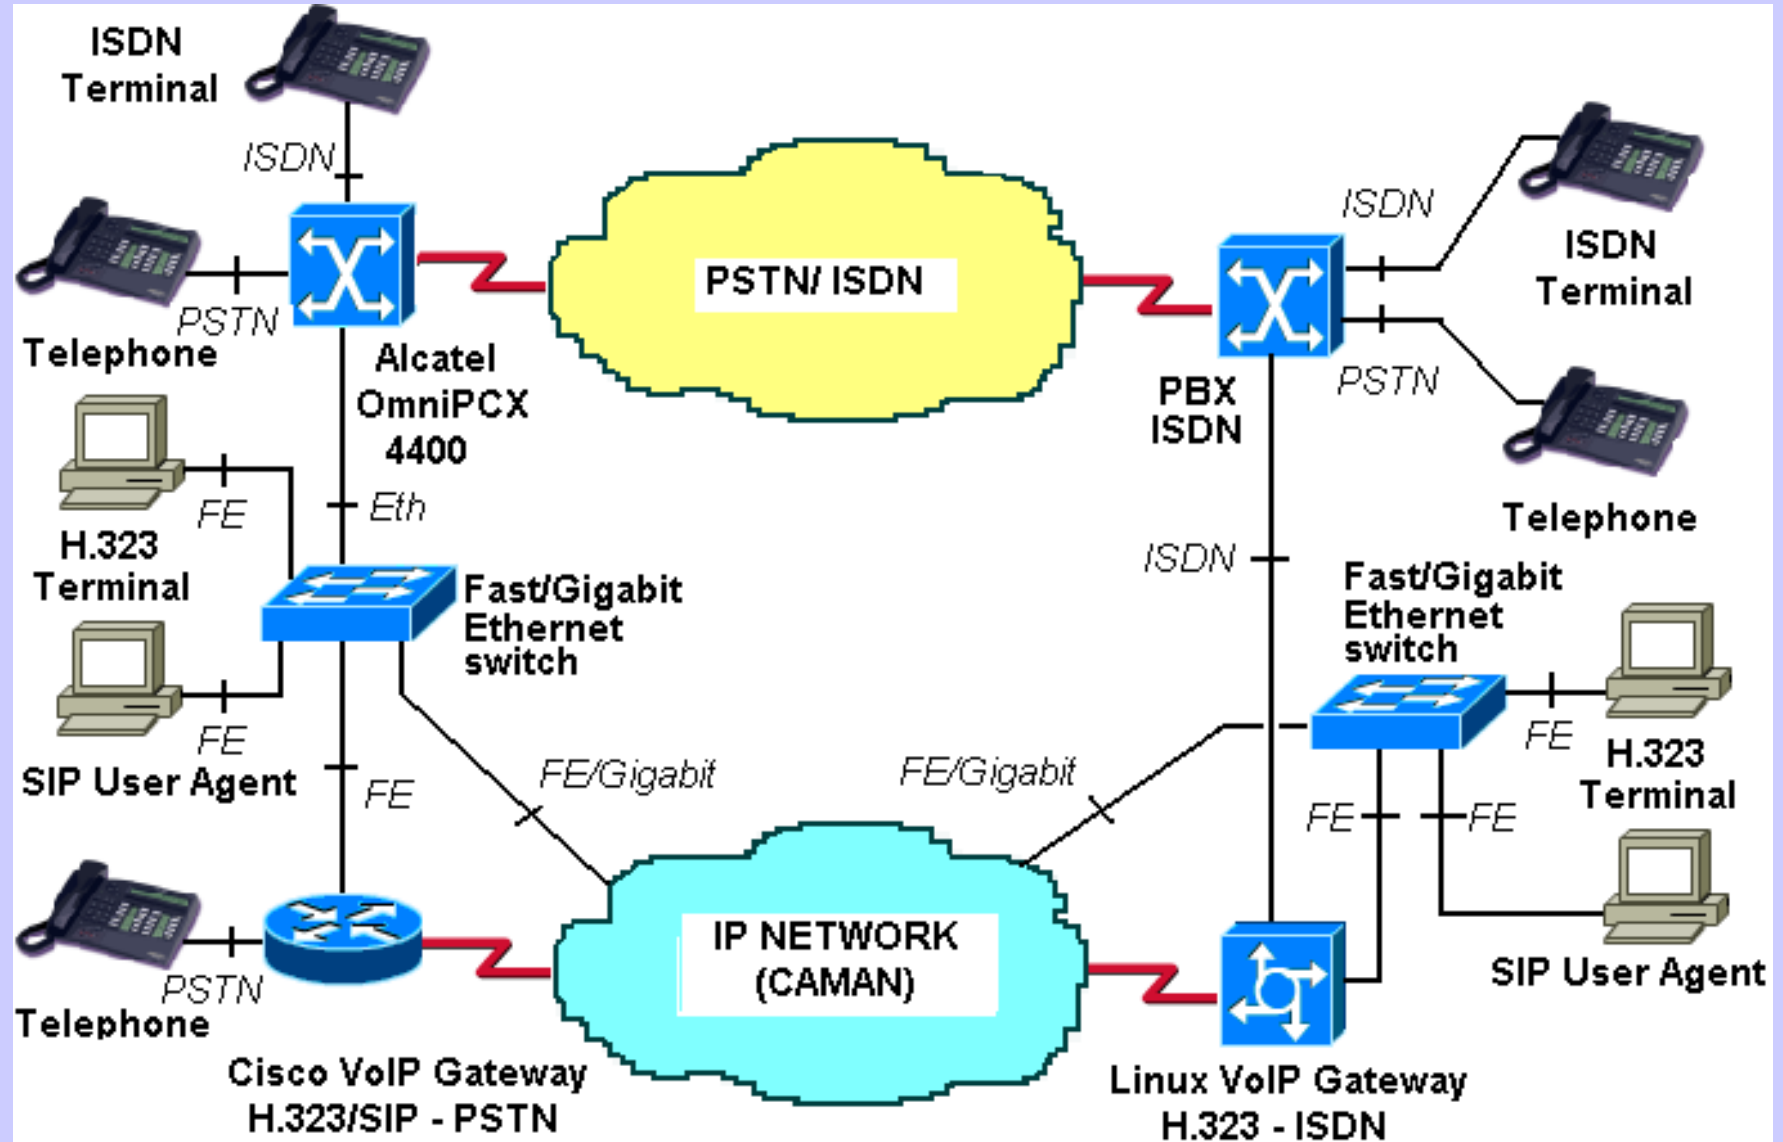 ISDN
Terminal
ISDN
PSTN
Telephone
Alcatel
OmniPCX
4400
PSTN/ ISDN
ISDN
ISDN
Terminal
PSTN
PBX
ISDN
Telephone
FE
H.323
Terminal
Eth
Fast/Gigabit
Ethernet
switch
ISDN
Fast/Gigabit
Ethernet
switch
FE
SIP User Agent
FE
FE/Gigabit
FE/Gigabit
FE
H.323
Terminal
FE
FE
PSTN
Telephone
IP NETWORK
(CAMAN)
SIP User Agent
Cisco VoIP Gateway
H.323/SIP - PSTN
Linux VoIP Gateway
H.323 - ISDN